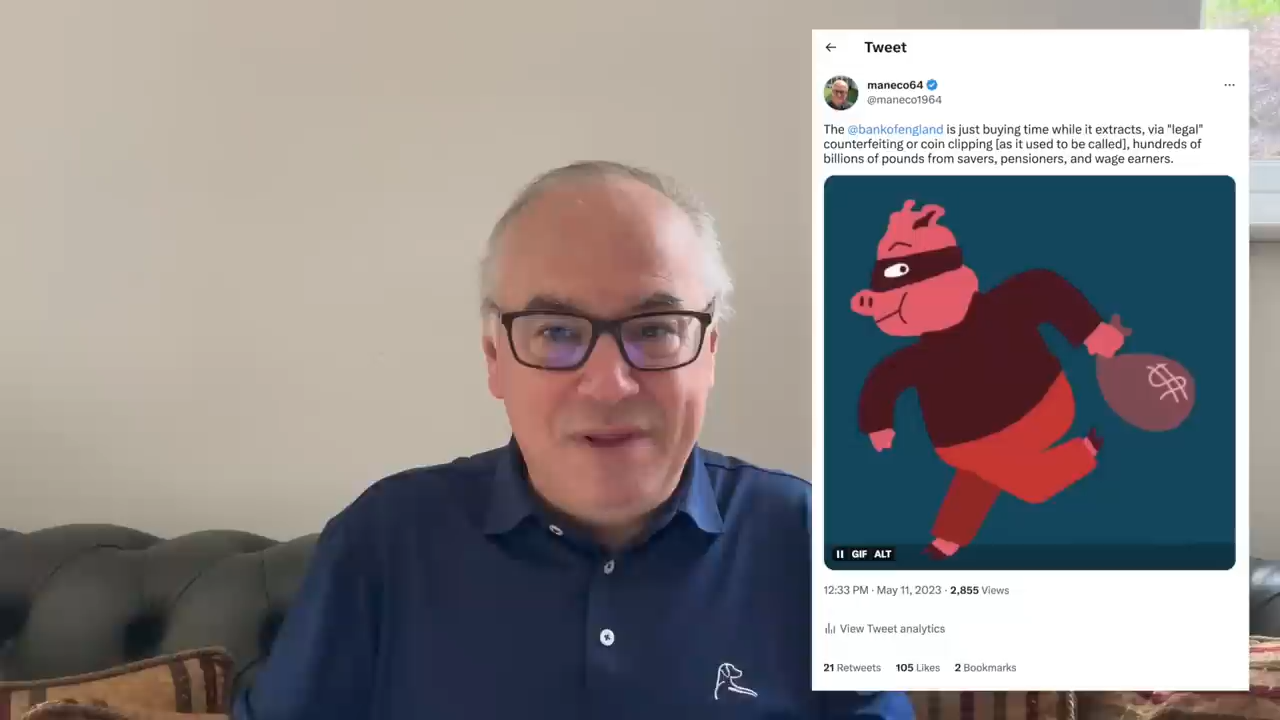 Tweet
maneco64
@maneco1964
The @bankofengland is just buying time while it extracts, via "legal"
counterfeiting or coin clipping [as it used to be called], hundreds of
billions of pounds from savers, pensioners, and wage earners.
$
GIF ALT
12:33 PM · May 11, 2023 · 2,855 Views
View Tweet analytics
21 Retweets 105 Likes 2 Bookmarks